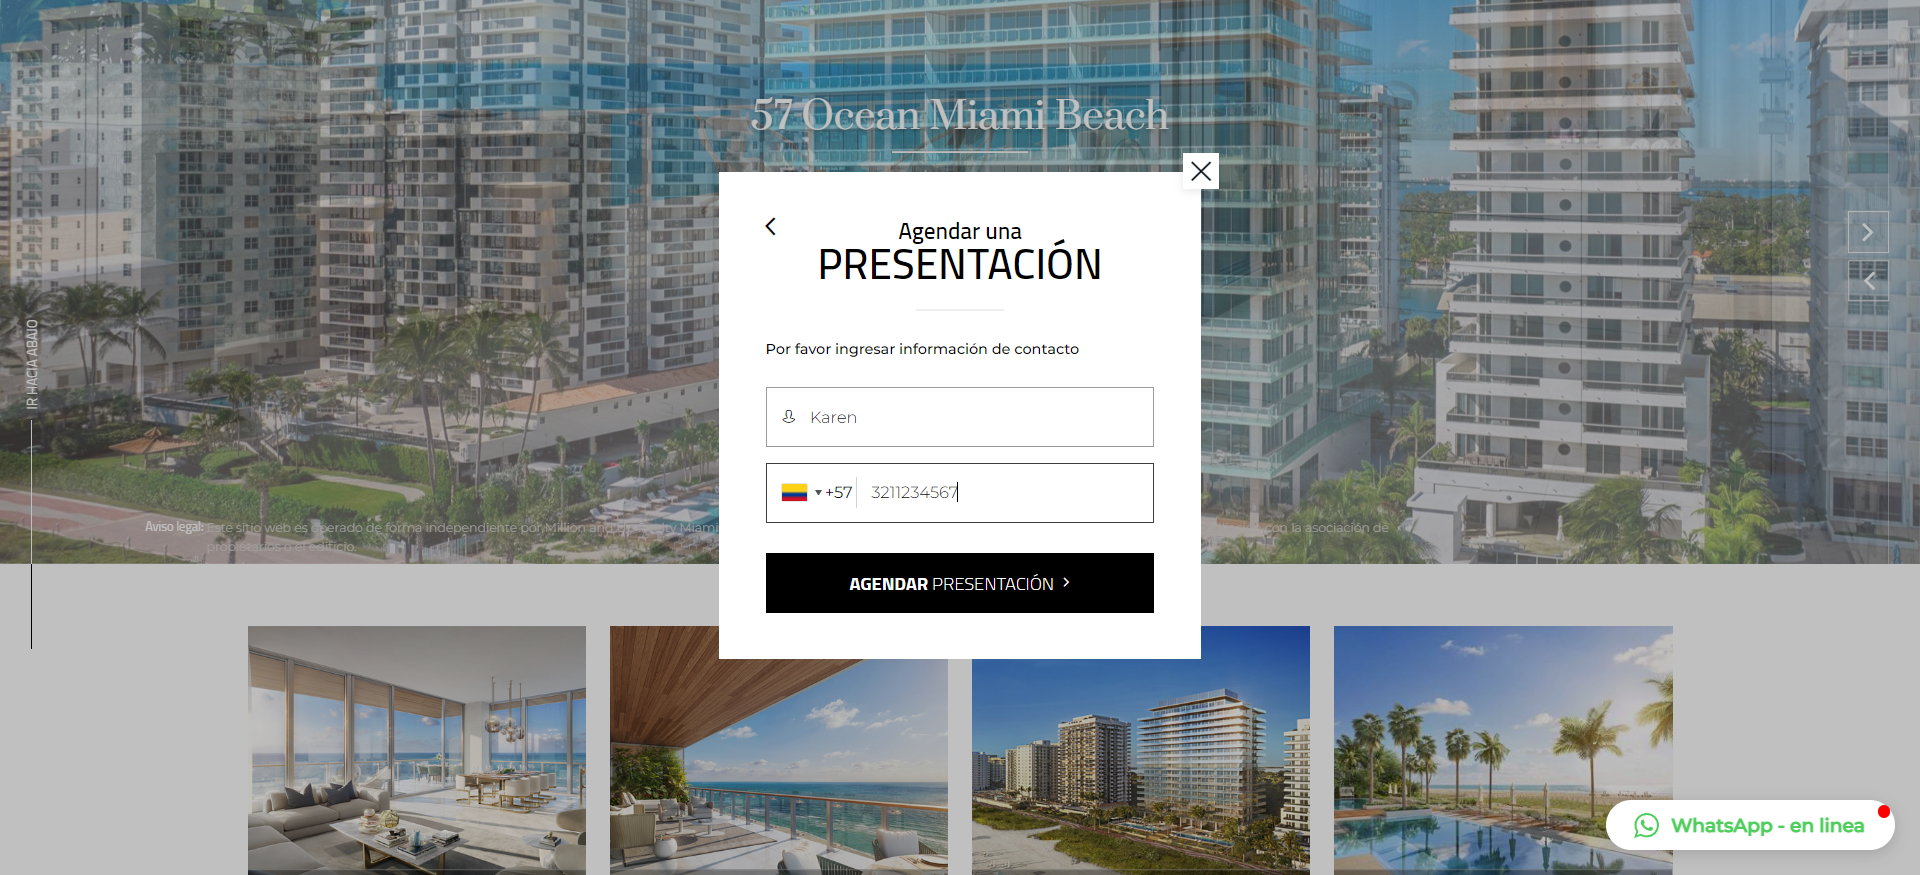 57 Ocean Miami Beach
Agendar una
PRESENTACIÓN
IR HACIA ABAJO
Por favor ingresar información de contacto
Karen
+57 3211234567
Aviso legal: Este sitio web es operado de forma independiente por Million and Miami con la asociación de
propietarios o el edificio.
AGENDAR PRESENTACIÓN
WhatsApp - en linea